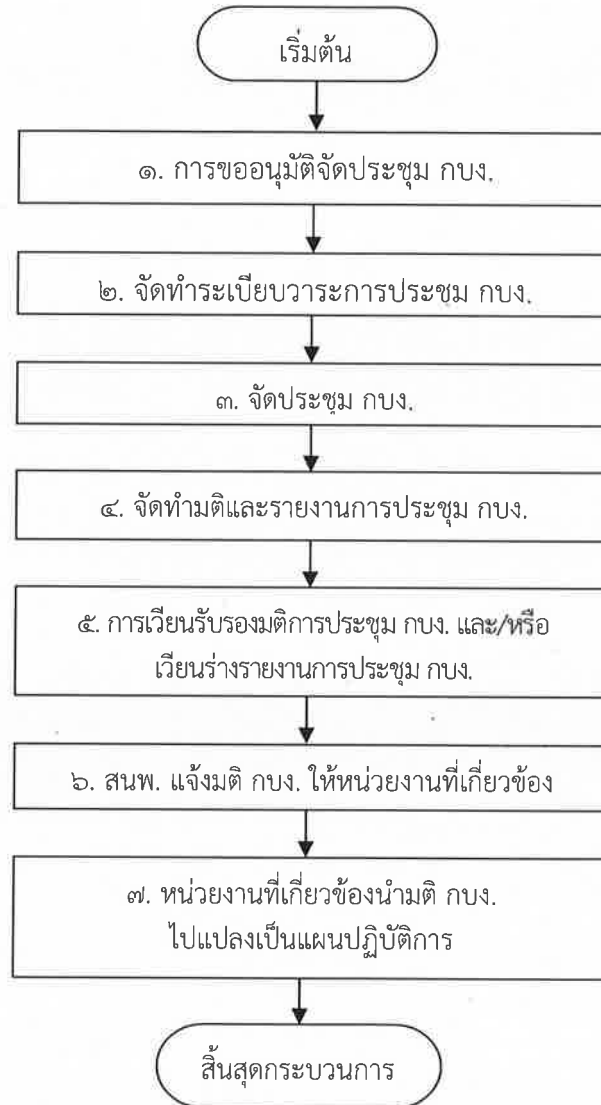 เริ่มต้น
๑. การขออนุมัติจัดประชุม กบง.
๒. จัดทำระเบียบวาระการประชุม กบง.
๓. จัดประชุม กบง.
๔. จัดทำมติและรายงานการประชุม กบง.
๕. การเวียนรับรองมติการประชุม กบง. และ/หรือ
เวียนร่างรายงานการประชุม กบง.
๖. สนพ. แจ้งมติ กบง. ให้หน่วยงานที่เกี่ยวข้อง
๗. หน่วยงานที่เกี่ยวข้องนำมติ กบง.
ไปแปลงเป็นแผนปฏิบัติการ
สิ้นสุดกระบวนการ